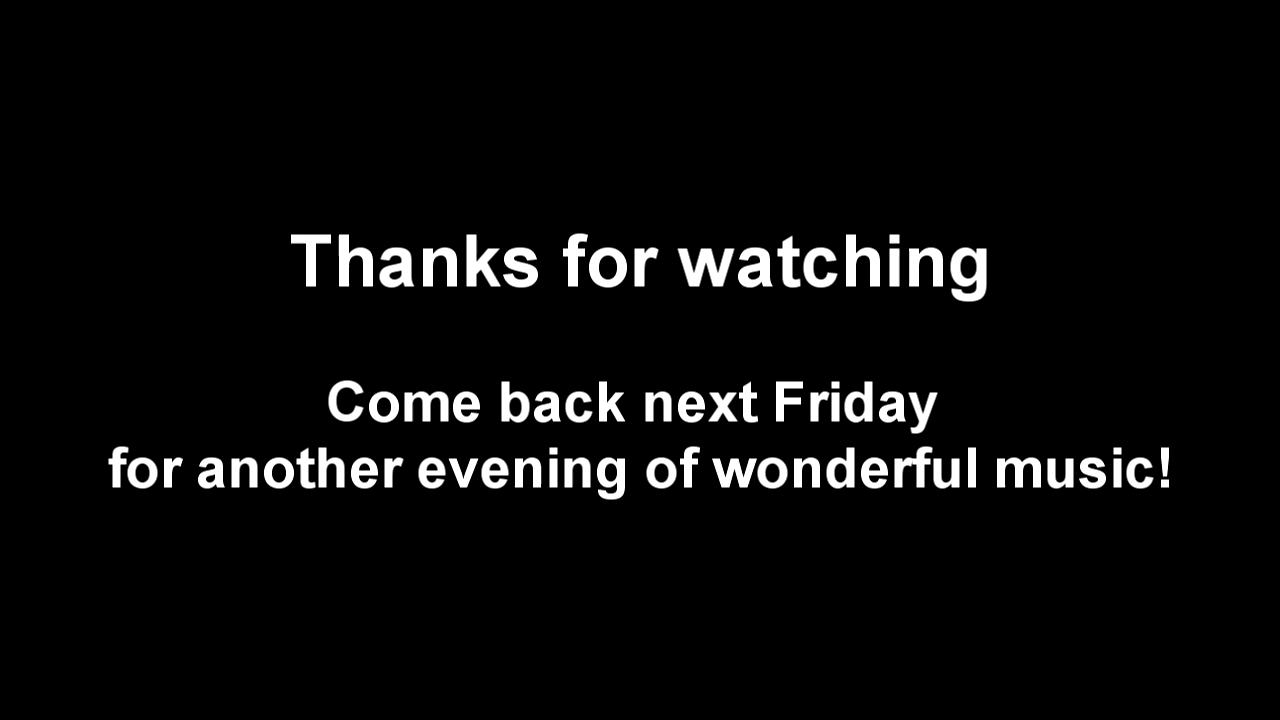 Thanks for watching
Come back next Friday
for another evening of wonderful music!